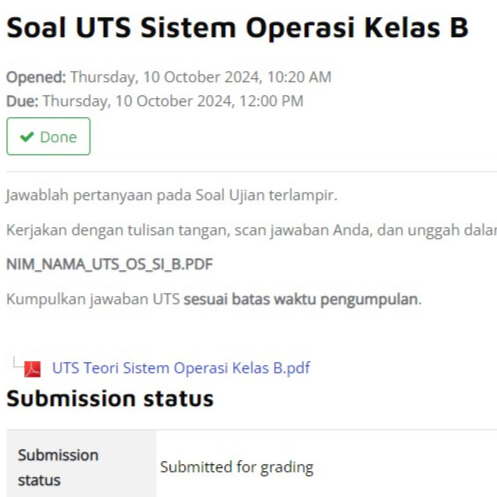 Soal UTS Sistem Operasi Kelas B
Opened: Thursday, 10 October 2024, 10:20 AM
Due: Thursday, 10 October 2024, 12:00 PM
Done
Jawablah pertanyaan pada Soal Ujian terlampir.
Kerjakan dengan tulisan tangan, scan jawaban Anda, dan unggah
NIM_NAMA_UTS_OS_SI_B.PDF
Kumpulkan jawaban UTS sesuai batas waktu pengumpulan.
UTS Teori Sistem Operasi Kelas B.pdf
Submission status
Submission
status
Submitted for grading